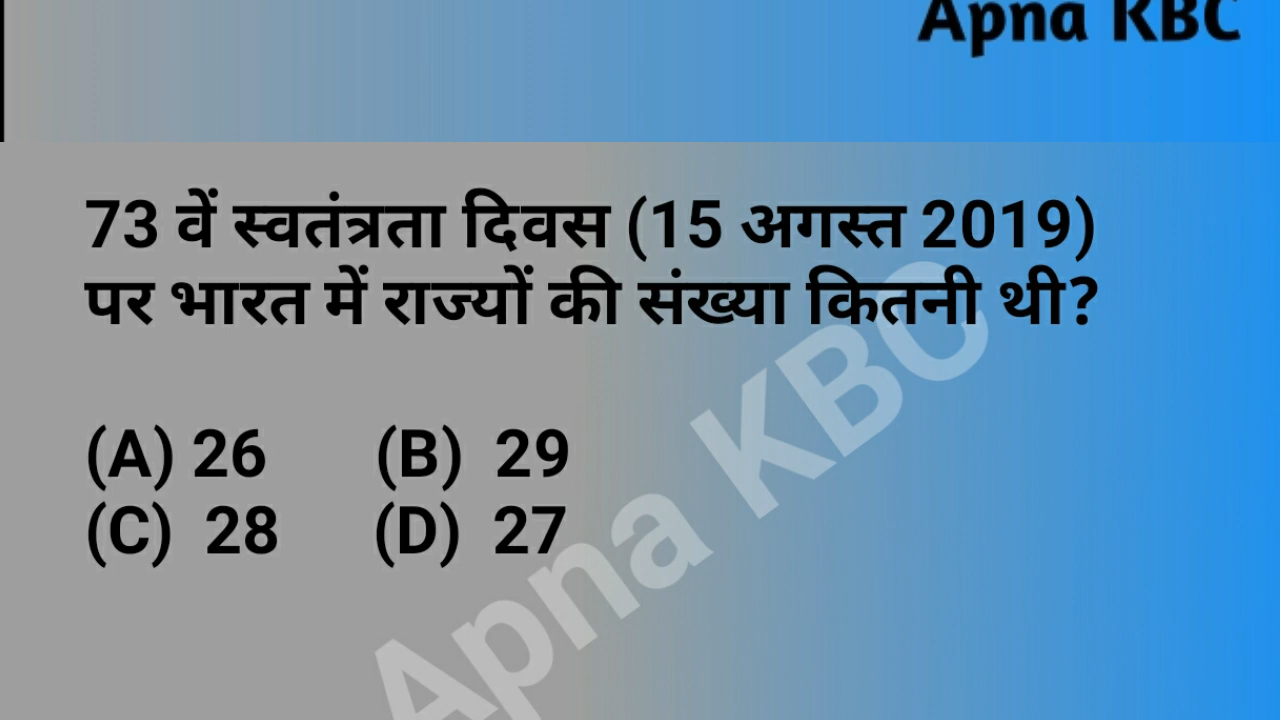 Apna KBC
73 वें स्वतंत्रता दिवस (15 अगस्त 2019)
पर भारत में राज्यों की संख्या कितनी थी?
(A) 26 (B) 29
(C) 28 (D) 27
Apna KBC